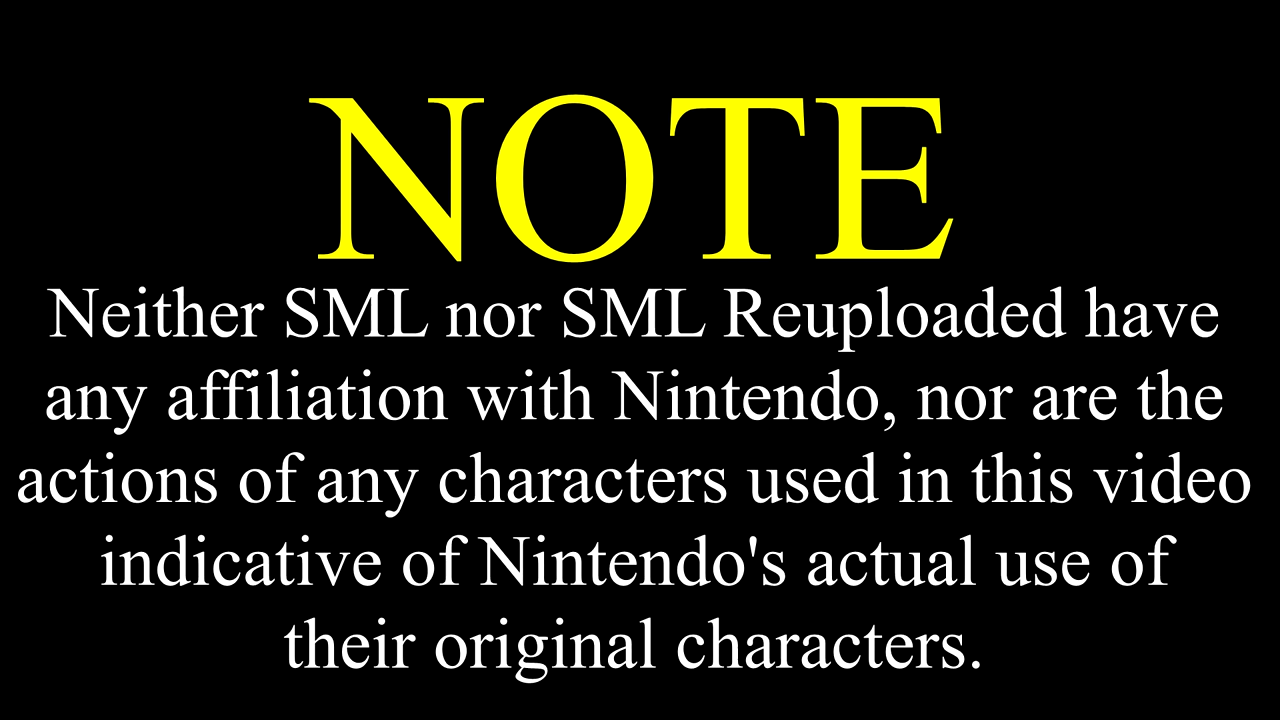 NOTE
Neither SML nor SML Reuploaded have
any affiliation with Nintendo, nor are the
actions of any characters used in this video
indicative of Nintendo's actual use of
their original characters.